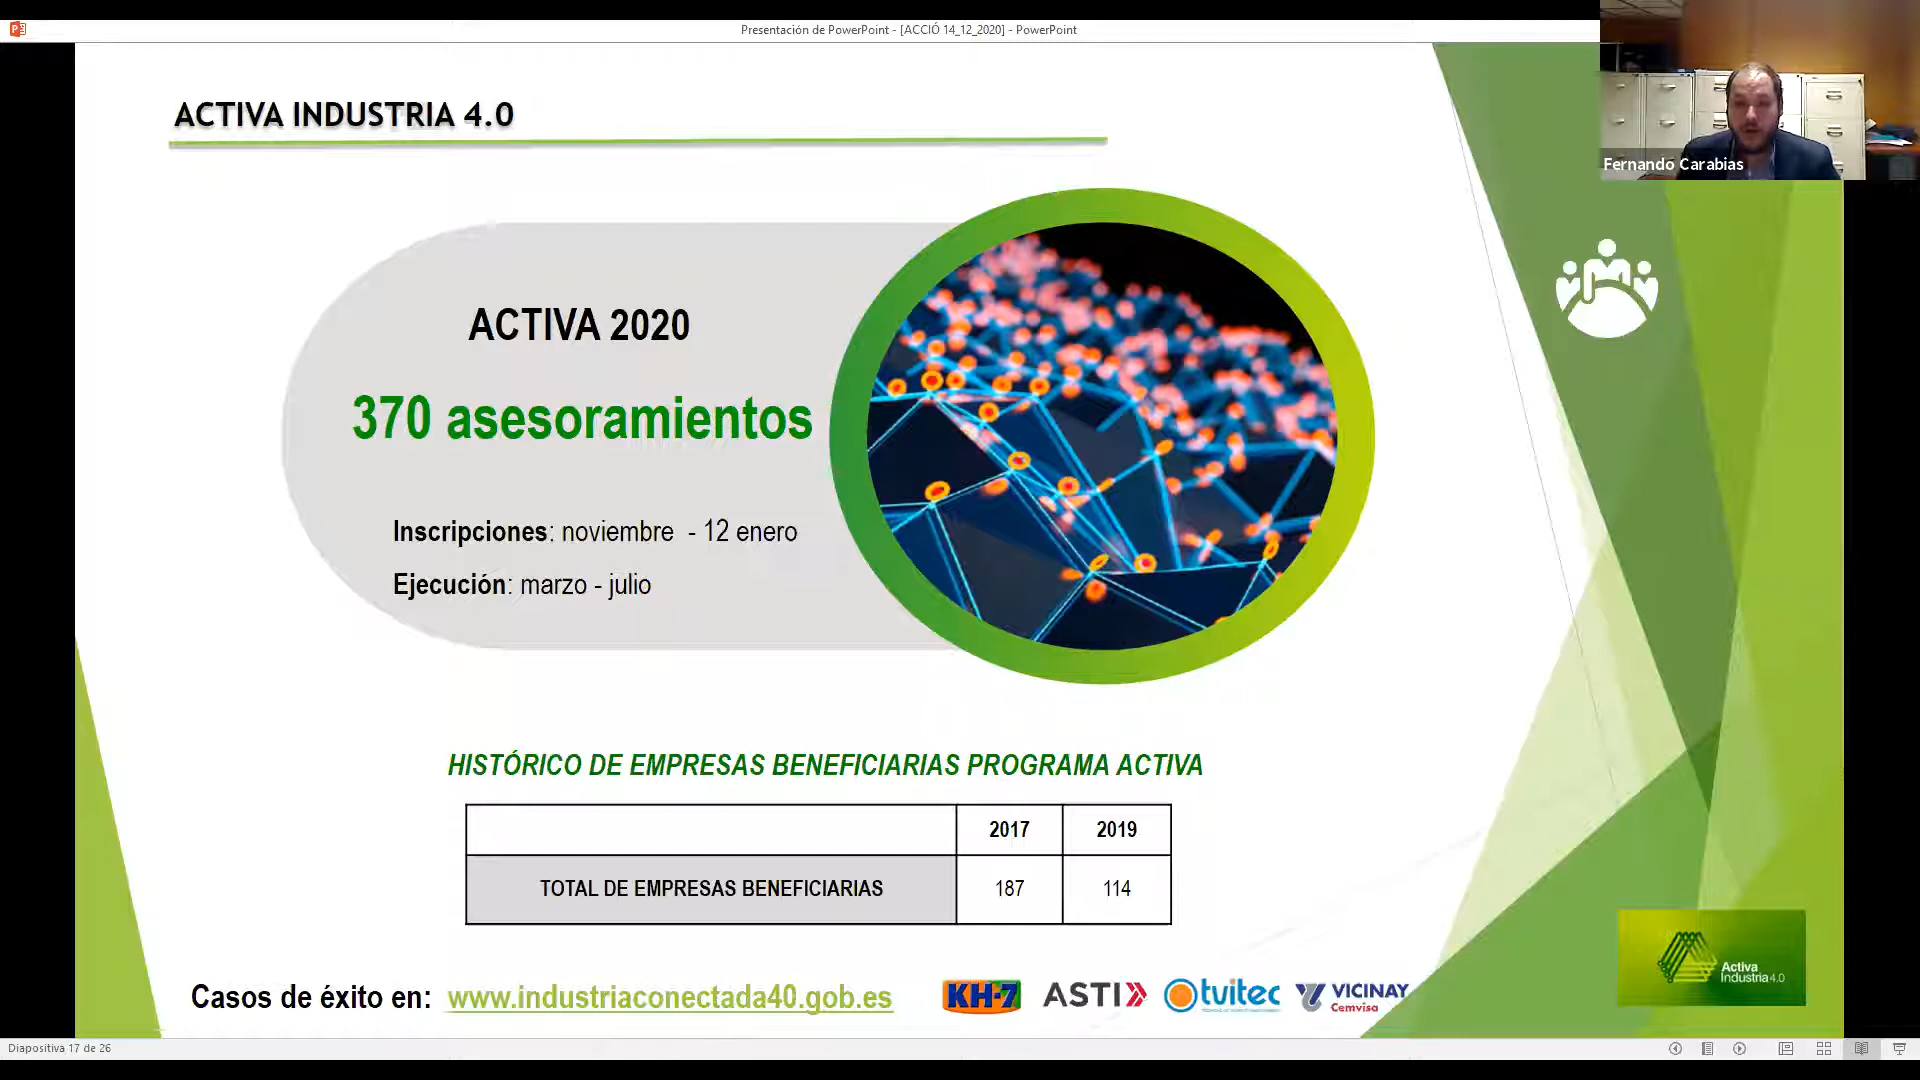 Presentación de PowerPoint - [ACCIÓ 14_12_2020] - PowerPoint
Fernando Carabias
ACTIVA INDUSTRIA 4.0
ACTIVA 2020
370 asesoramientos
Inscripciones: noviembre - 12 enero
Ejecución: marzo - julio
HISTÓRICO DE EMPRESAS BENEFICIARIAS PROGRAMA ACTIVA
2017 2019
TOTAL DE EMPRESAS BENEFICIARIAS 187 114
Casos de éxito en: www.industriaconectada40.gob.es
KH-7
ASTI
tvitec
VICINAY
Cemvisa
Activa
Industria 4.0
Diapositiva 17 de 26